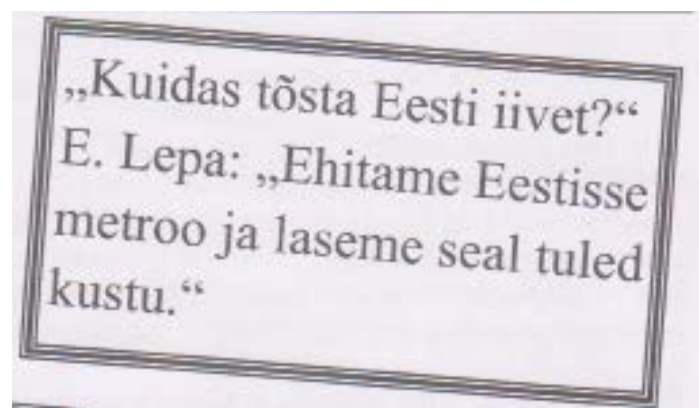 „Kuidas tõsta Eesti iivet?“
E. Lepa: „Ehitame Eestisse
metroo ja laseme seal tuled
kustu.“